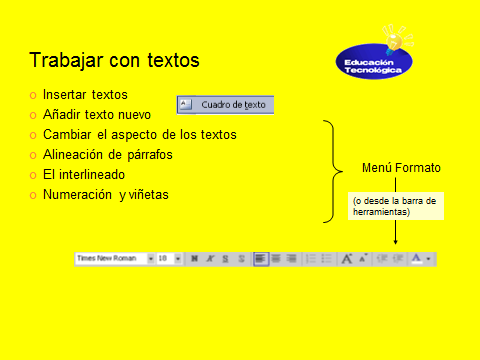 Trabajar con textos
Educación
Tecnológica
Insertar textos
Cuadro de texto
Añadir texto nuevo
Cambiar el aspecto de los textos
Alineación de párrafos
El interlineado
Numeración y viñetas
Menú Formato
(o desde la barra de
herramientas)
Times New Roman 18 N K S S A A A